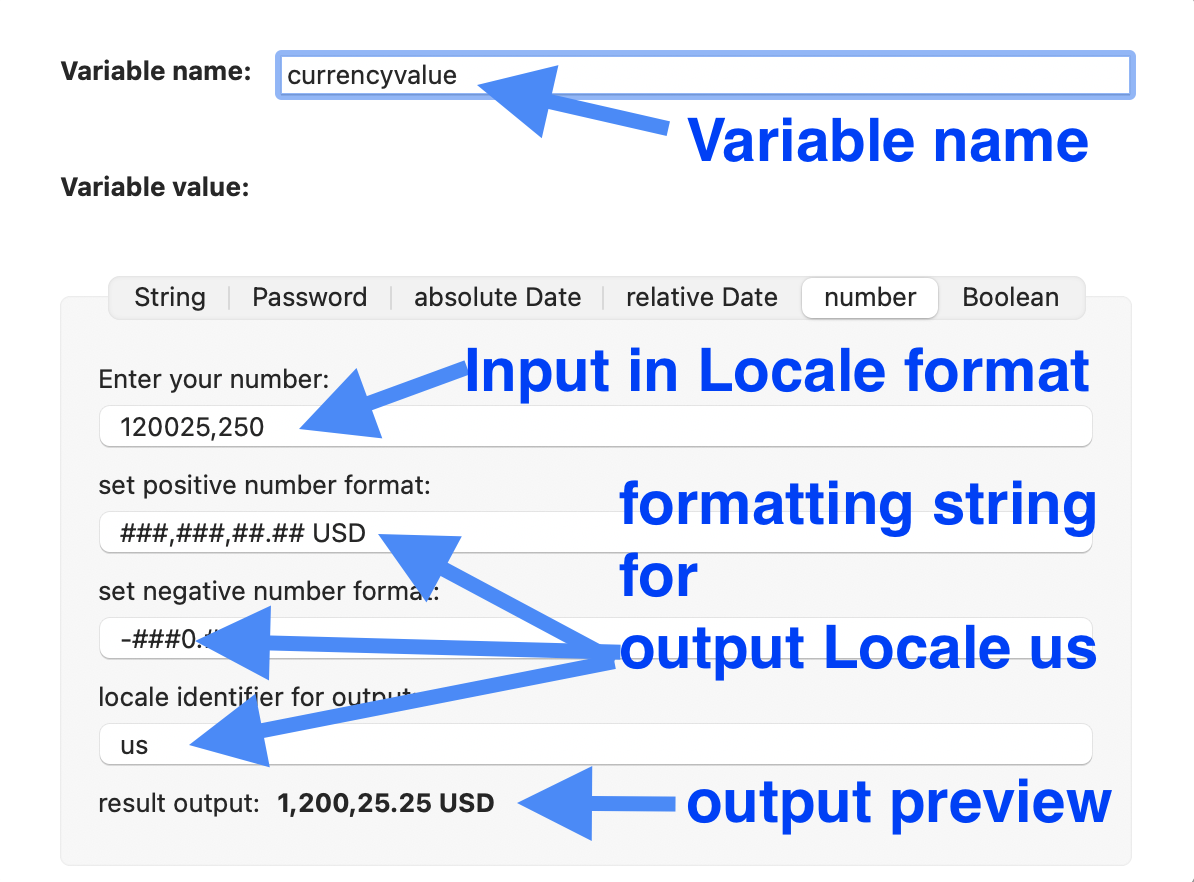 Variable name:
currencyvalue
Variable name
Variable value:
String
Password
absolute Date
relative Date
number
Boolean
Enter your number:
Input in Locale format
120025,250
set positive number format:
###,###,##.## USD
formatting string
for
output Locale us
set negative number format:
-###0.#
locale identifier for output:
us
result output: 1,200,25.25 USD
output preview